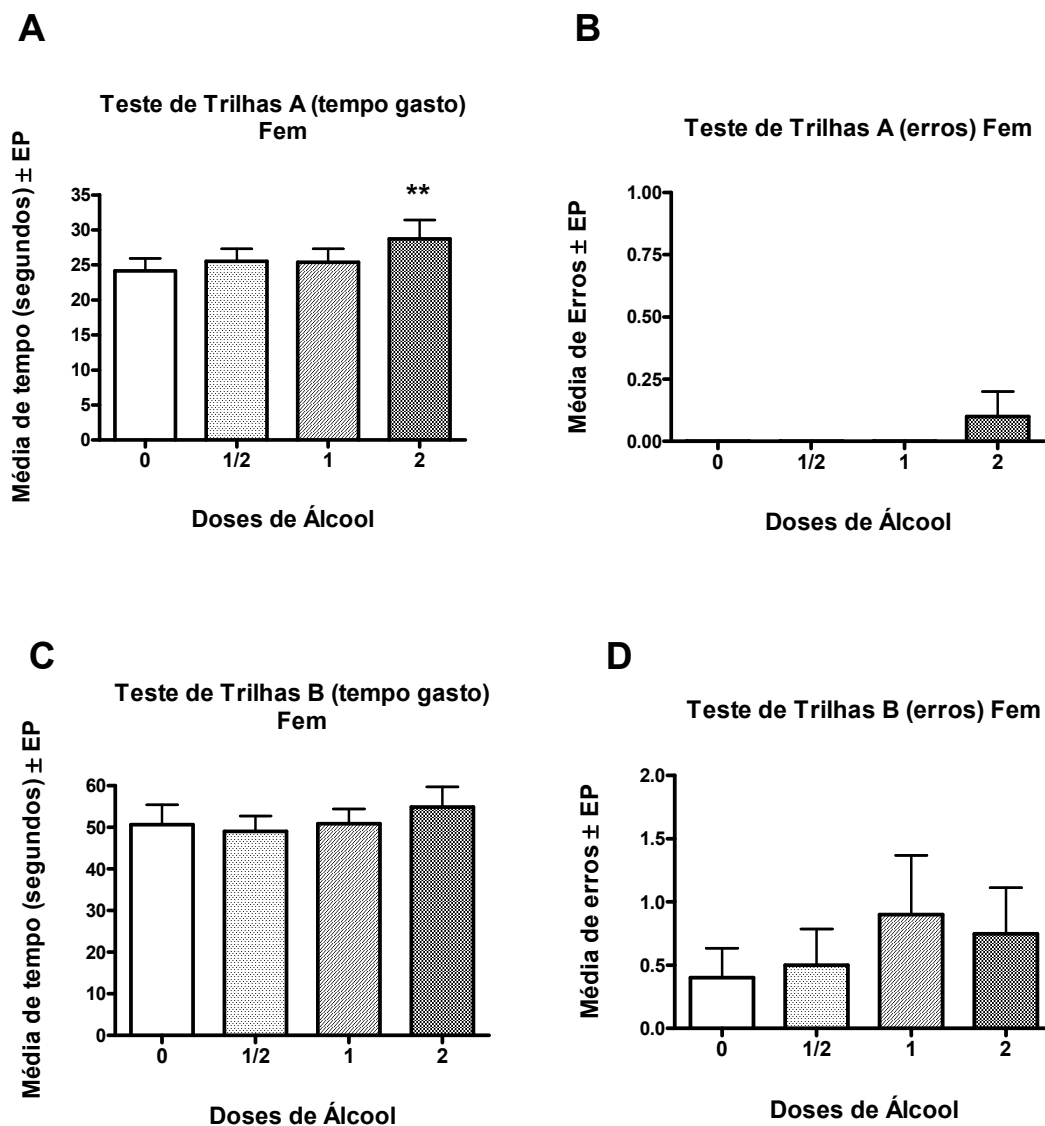 A
Teste de Trilhas A (tempo gasto)
Fem
Média de tempo (segundos) ± EP
35
30
25
20
15
10
5
0
**
0 1/2 1 2
Doses de Álcool
B
Teste de Trilhas A (erros) Fem
Média de Erros ± EP
1.00
0.75
0.50
0.25
0.00
0 1/2 1 2
Doses de Álcool
C
Teste de Trilhas B (tempo gasto)
Fem
Média de tempo (segundos) ± EP
60
50
40
30
20
10
0
0 1/2 1 2
Doses de Álcool
D
Teste de Trilhas B (erros) Fem
Média de erros ± EP
2.0
1.5
1.0
0.5
0.0
0 1/2 1 2
Doses de Álcool